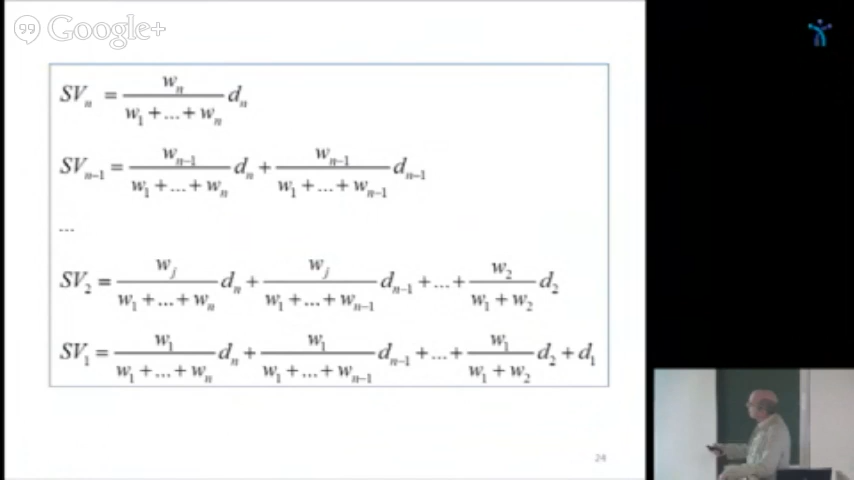 Google+
SV_n = w_n / (w_1 + ... + w_n) d_n
SV_{n-1} = w_{n-1} / (w_1 + ... + w_n) d_n + w_{n-1} / (w_1 + ... + w_{n-1}) d_{n-1}
...
SV_2 = w_j / (w_1 + ... + w_n) d_n + w_j / (w_1 + ... + w_{n-1}) d_{n-1} + ... + w_2 / (w_1 + w_2) d_2
SV_1 = w_1 / (w_1 + ... + w_n) d_n + w_1 / (w_1 + ... + w_{n-1}) d_{n-1} + ... + w_1 / (w_1 + w_2) d_2 + d_1
24